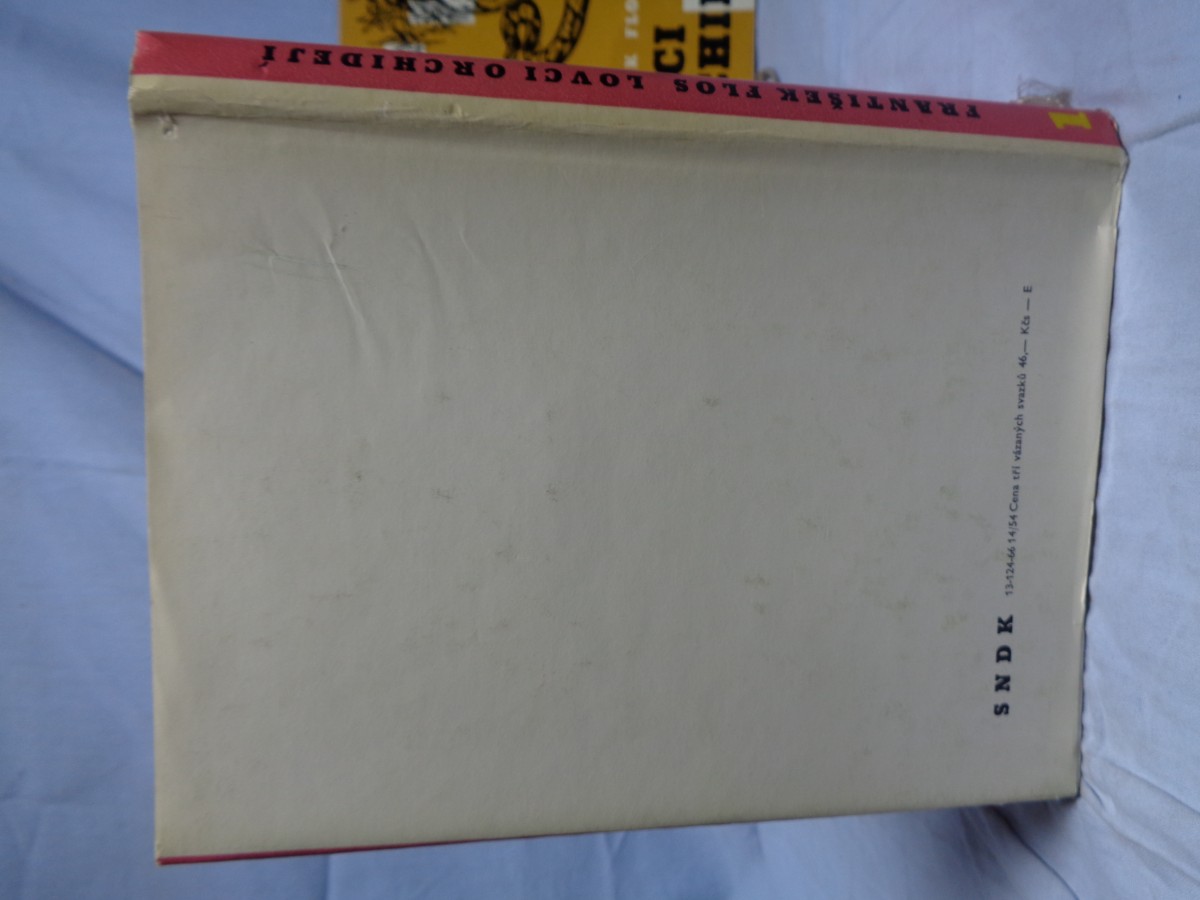 FRANTIŠEK FLOS LOVCI ORCHIDEJÍ
1
SNDK
13-124-66 14/54 Cena tří vázaných svazků 46,— Kčs — E